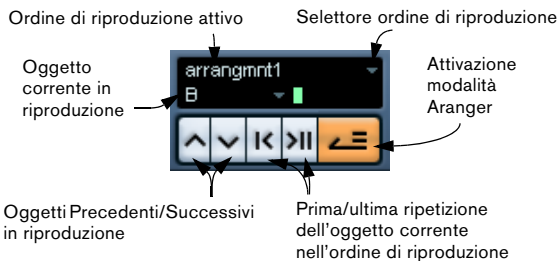 Ordine di riproduzione attivo
Selettore ordine di riproduzione
Oggetto
corrente in
riproduzione
arrangmnt1
B
Attivazione
modalità
Aranger
Oggetti Precedenti/Successivi
in riproduzione
Prima/ultima ripetizione
dell'oggetto corrente
nell'ordine di riproduzione